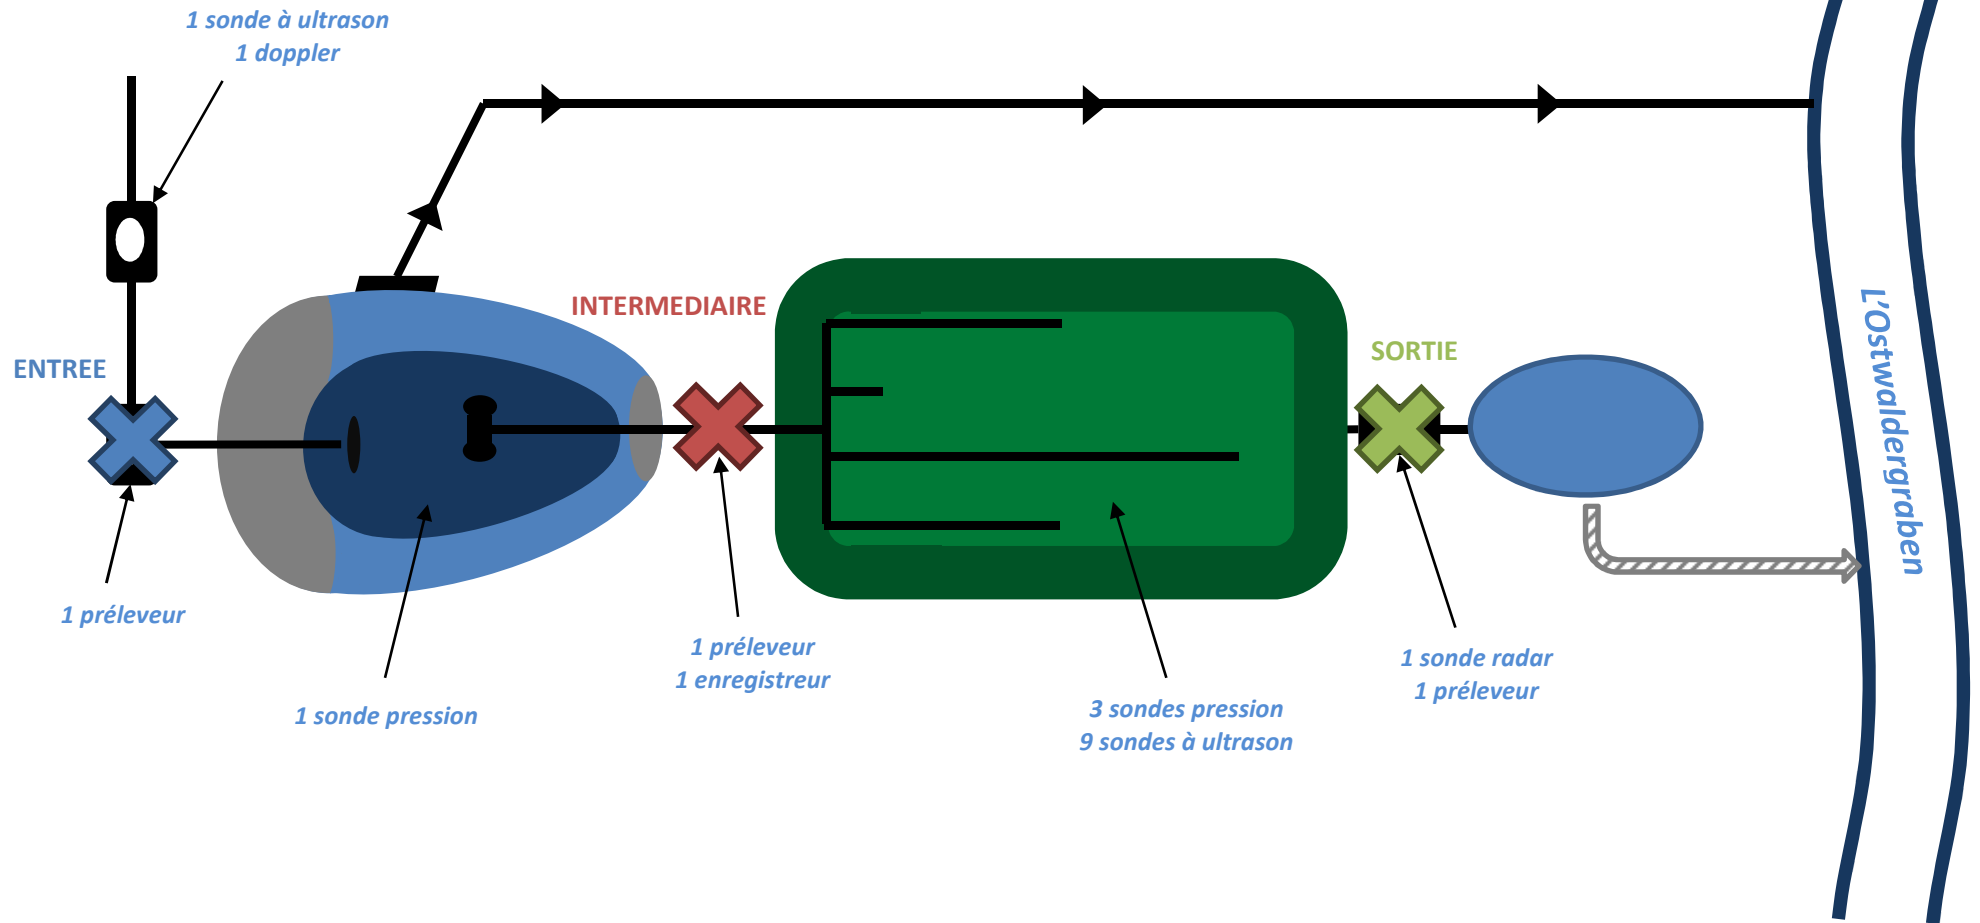 1 sonde à ultrason
1 doppler
ENTREE
INTERMEDIAIRE
SORTIE
L'Ostwaldergraben
1 préleveur
1 sonde pression
1 préleveur
1 enregistreur
3 sondes pression
9 sondes à ultrason
1 sonde radar
1 préleveur